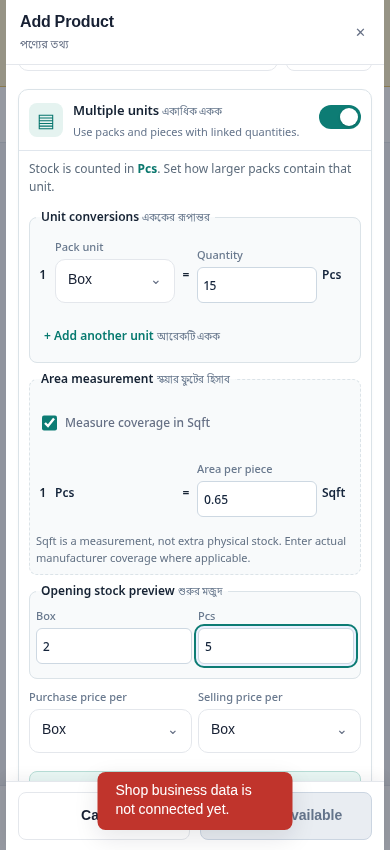 Add Product
পণ্যের তথ্য
×
Multiple units একাধিক একক
Use packs and pieces with linked quantities.
Stock is counted in Pcs. Set how larger packs contain that
unit.
Unit conversions এককের রূপান্তর
Pack unit
Quantity
1 Box = 15 Pcs
+ Add another unit আরেকটি একক
Area measurement স্কয়ার ফুটের হিসাব
Measure coverage in Sqft
Area per piece
1 Pcs = 0.65 Sqft
Sqft is a measurement, not extra physical stock. Enter actual
manufacturer coverage where applicable.
Opening stock preview শুরুর মজুদ
Box Pcs
2 5
Purchase price per Selling price per
Box Box
Shop business data is
not connected yet.